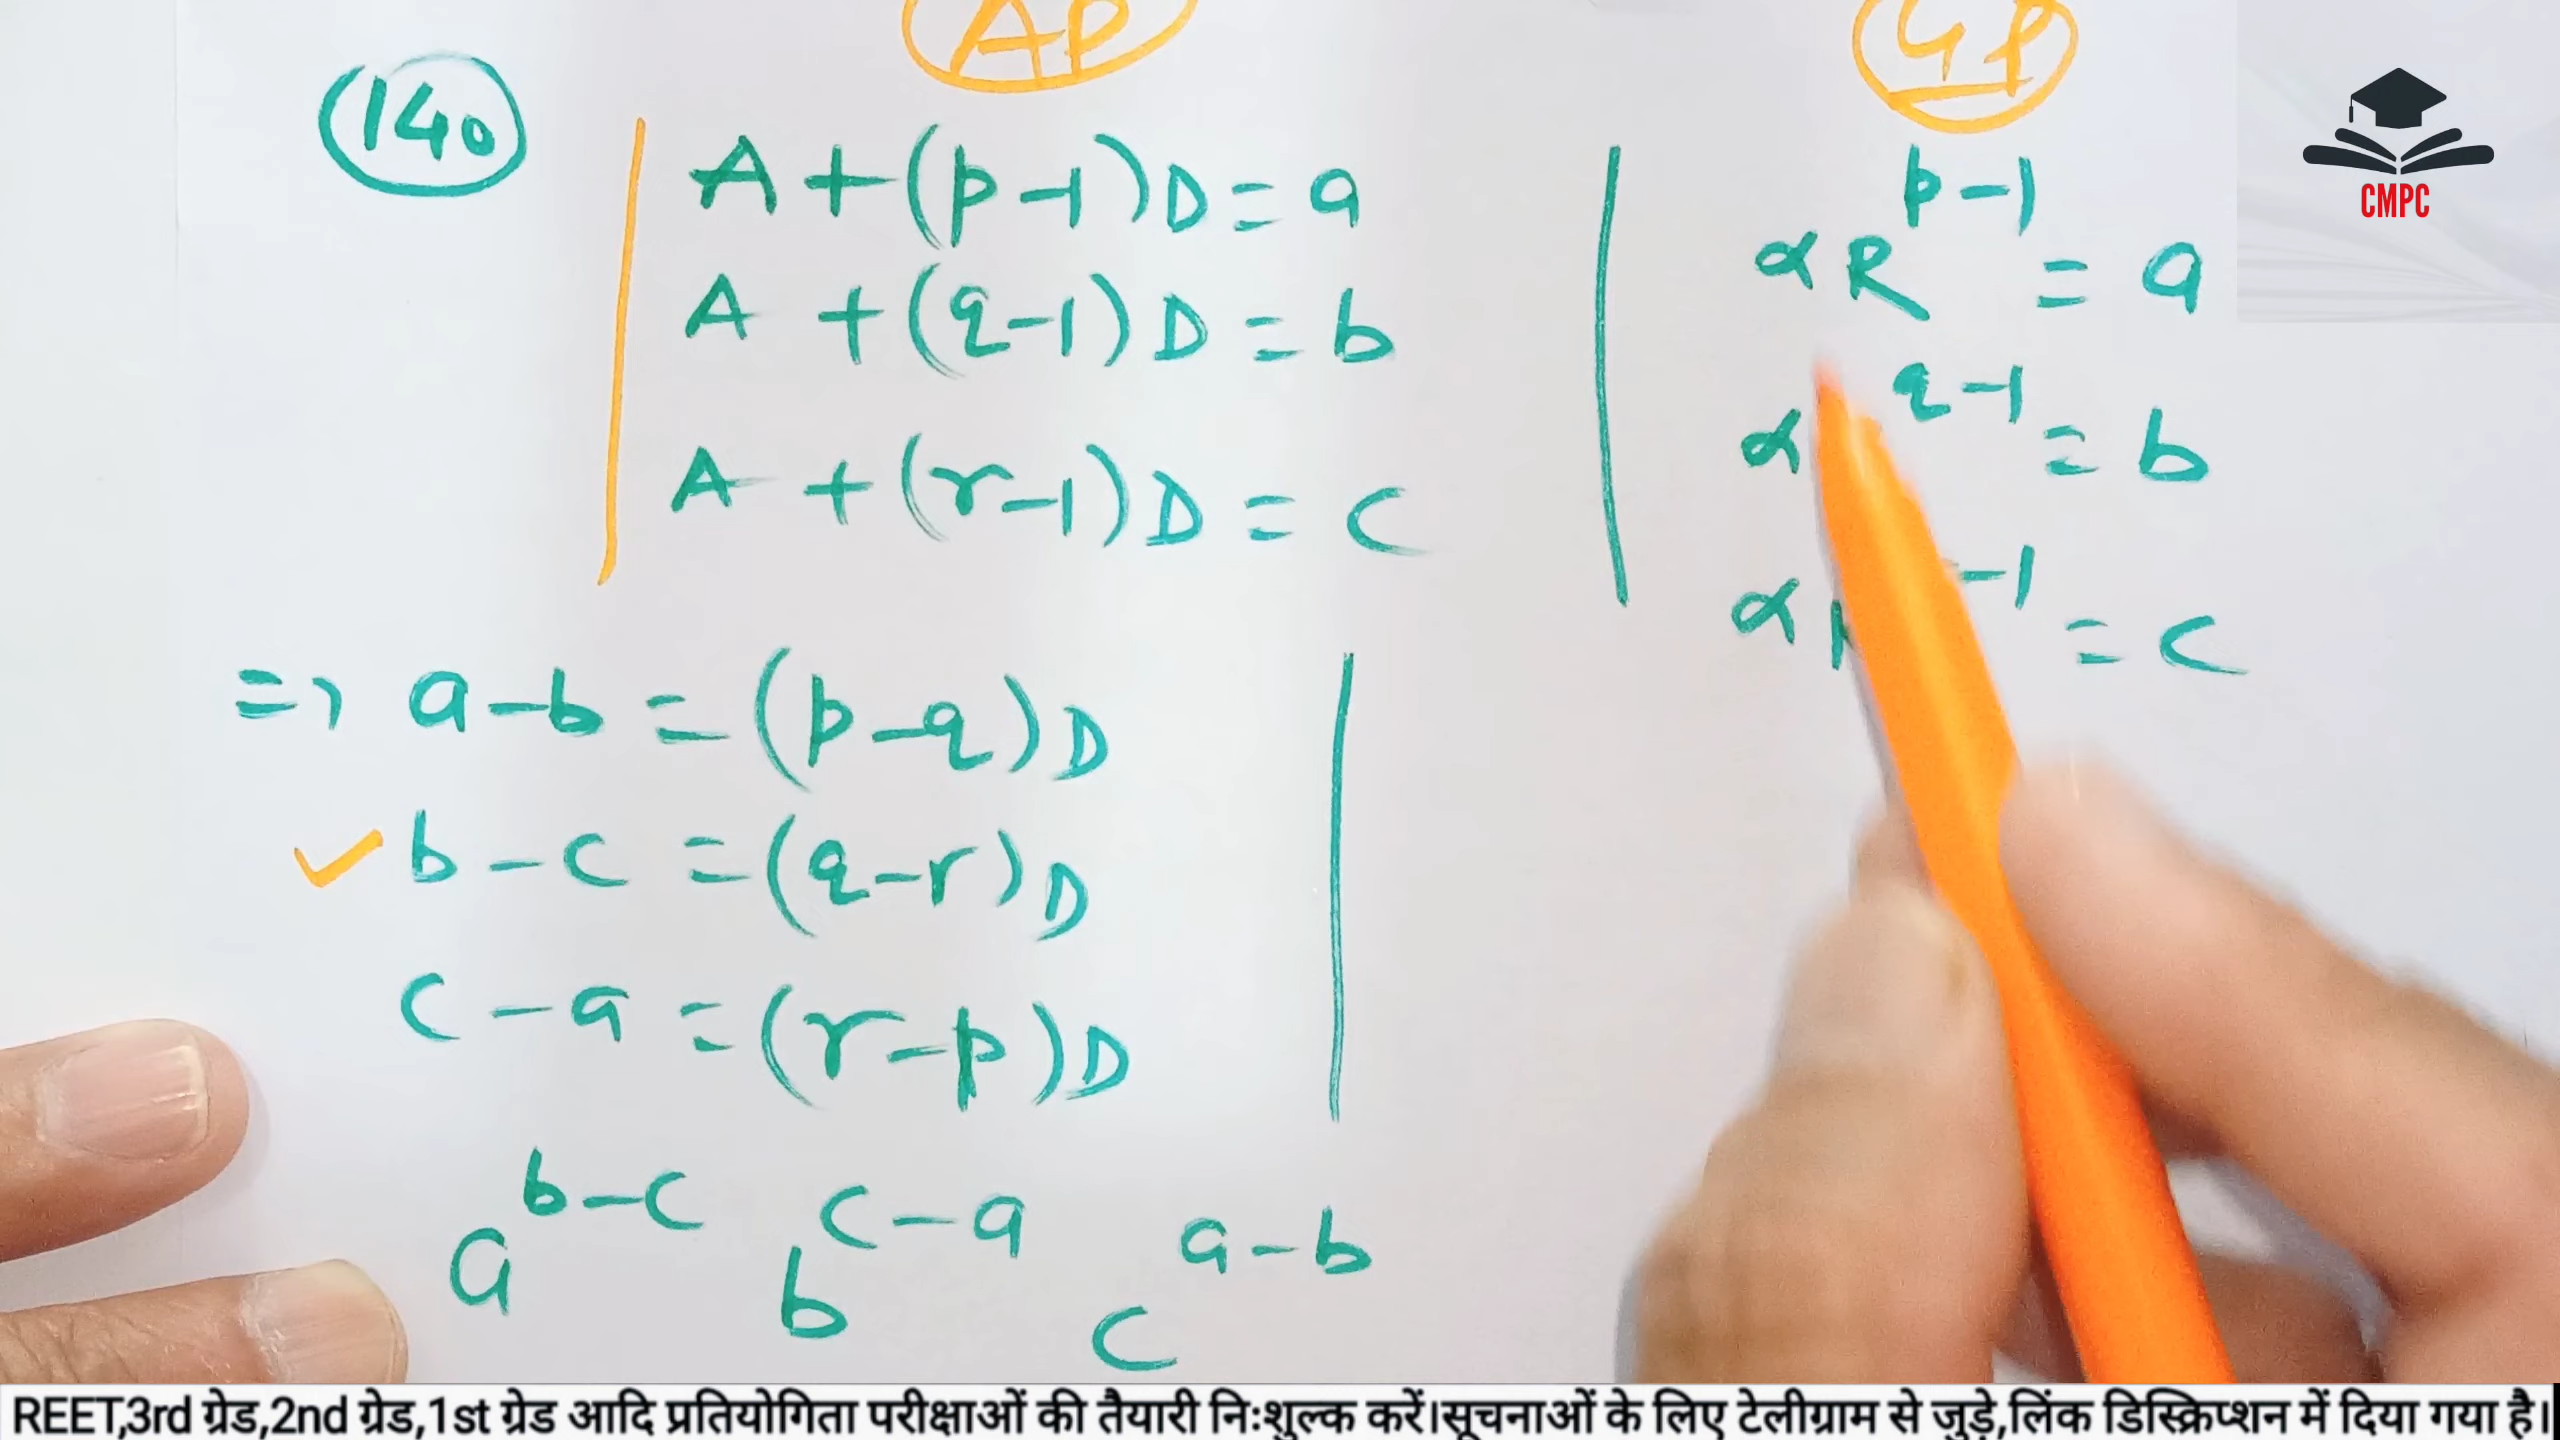 AP
GP
140
A + (p-1)D = a
A + (q-1)D = b
A + (r-1)D = c
αR^(p-1) = a
α q-1 = b
α -1 = c
=> a-b = (p-q)D
✓ b-c = (q-r)D
c-a = (r-p)D
a^(b-c) b^(c-a) c^(a-b)
CMPC
REET,3rd ग्रेड,2nd ग्रेड,1st ग्रेड आदि प्रतियोगिता परीक्षाओं की तैयारी निःशुल्क करें।सूचनाओं के लिए टेलीग्राम से जुड़े,लिंक डिस्क्रिप्शन में दिया गया है।